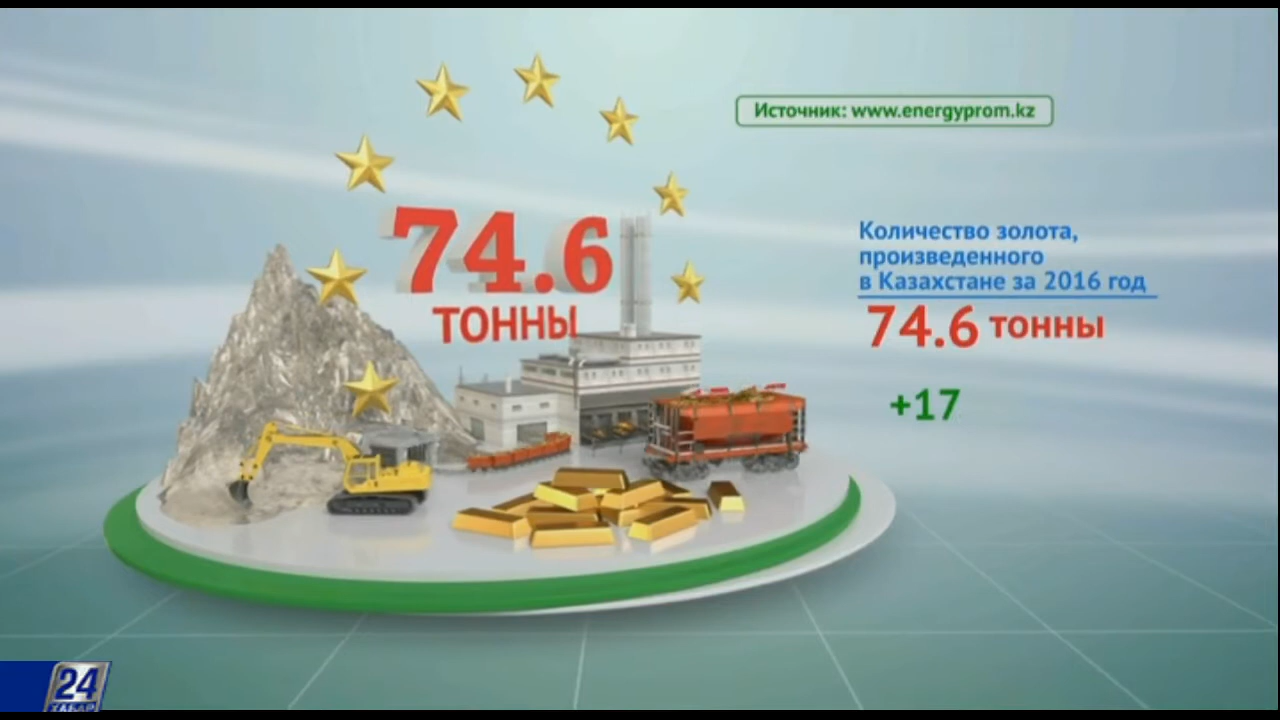 Источник: www.energyprom.kz
74.6
ТОННЫ
Количество золота,
произведенного
в Казахстане за 2016 год
74.6 тонны
+17
24
ХАБАР